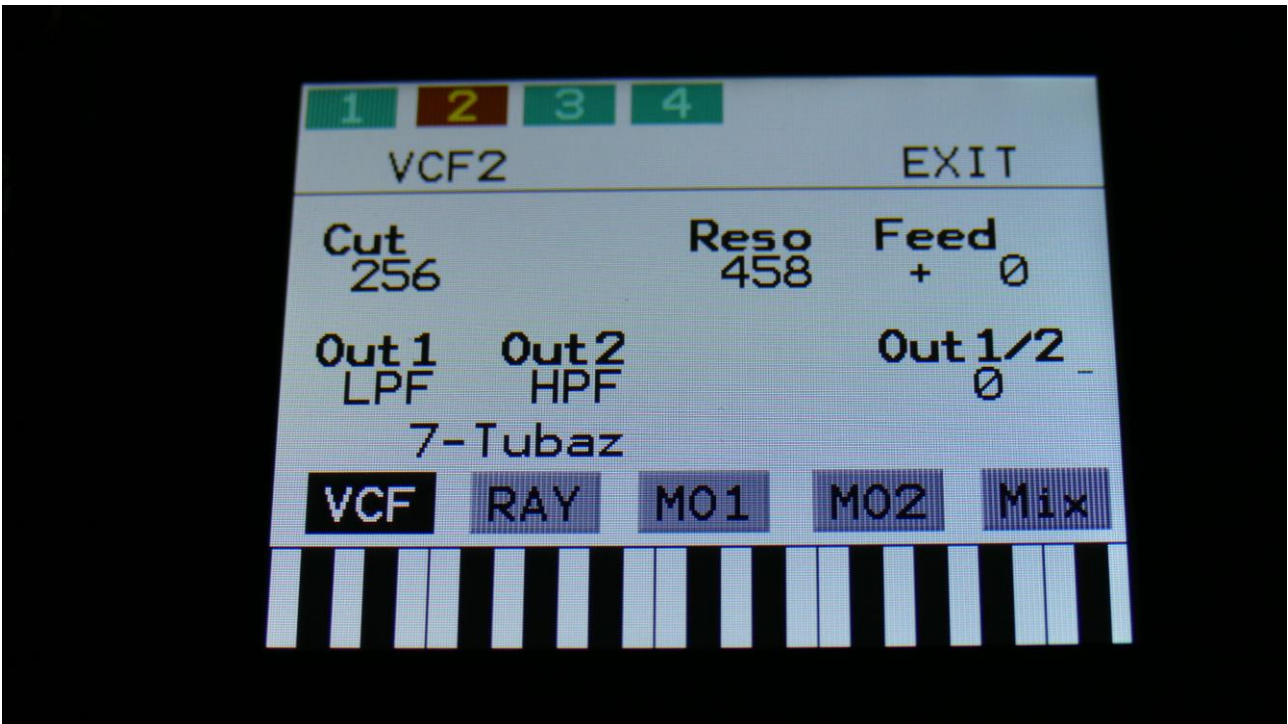 1 2 3 4
VCF2 EXIT
Cut Reso Feed
256 458 + 0
Out1 Out2 Out1/2
LPF HPF 0
7-Tubaz
VCF RAY MO1 MO2 Mix